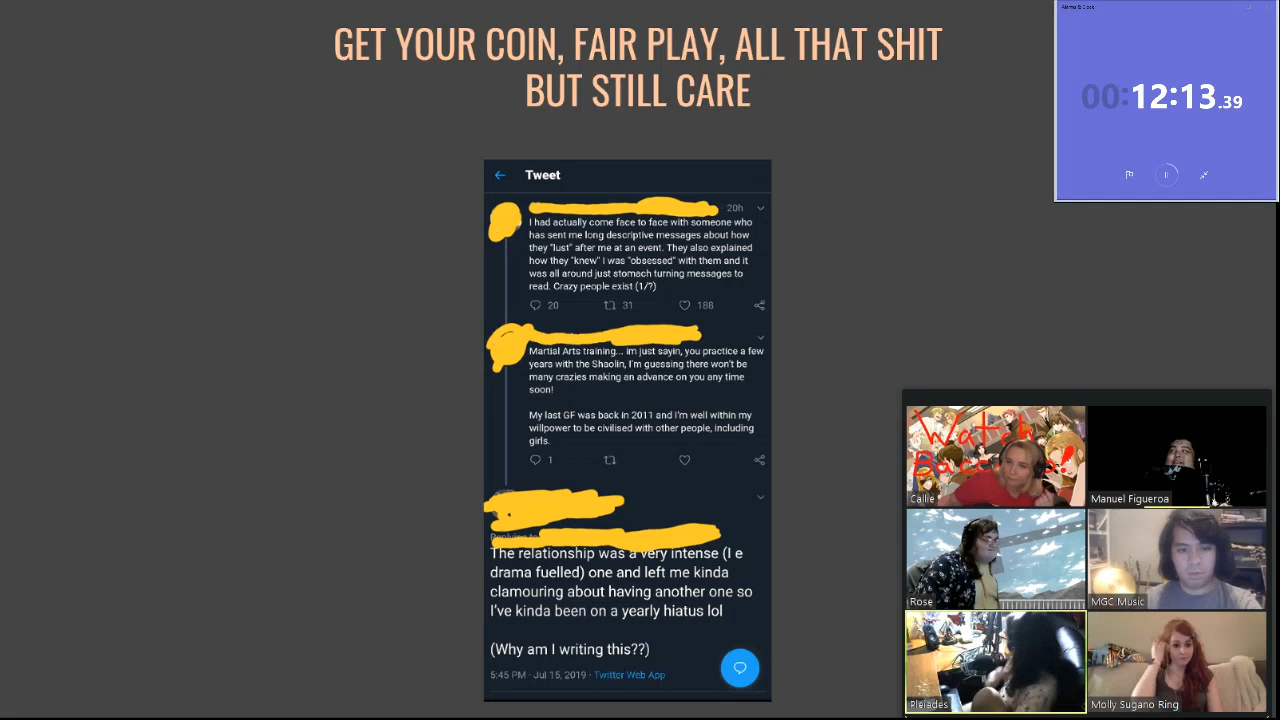 GET YOUR COIN, FAIR PLAY, ALL THAT SHIT
BUT STILL CARE
Alarms & Clock
00:12:13.39
Tweet
20h
I had actually come face to face with someone who
has sent me long descriptive messages about how
they "lust" after me at an event. They also explained
how they "knew" I was "obsessed" with them and it
was all around just stomach turning messages to
read. Crazy people exist (1/?)
20 31 188
Martial Arts training... im just sayin, you practice a few
years with the Shaolin, I'm guessing there won't be
many crazies making an advance on you any time
soon!
My last GF was back in 2011 and I'm well within my
willpower to be civilised with other people, including
girls.
1
The relationship was a very intense (I e
drama fuelled) one and left me kinda
clamouring about having another one so
I've kinda been on a yearly hiatus lol
(Why am I writing this??)
5:45 PM · Jul 15, 2019 · Twitter Web App
Watch
Callie
Manuel Figueroa
Rose
MGC Music
Pleiades
Molly Sugano Ring